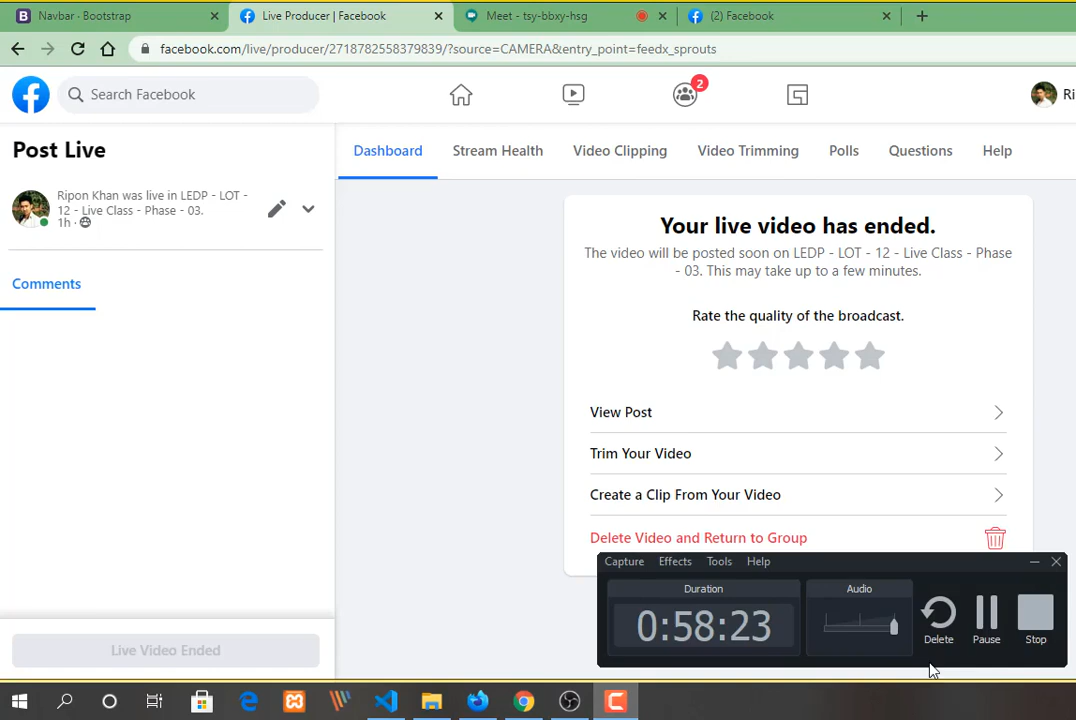 Navbar · Bootstrap
Live Producer | Facebook
Meet - tsy-bbxy-hsg
(2) Facebook
facebook.com/live/producer/2718782558379839/?source=CAMERA&entry_point=feedx_sprouts
Search Facebook
2
Ri
Post Live
Ripon Khan was live in LEDP - LOT -
12 - Live Class - Phase - 03.
1h ·
Comments
Live Video Ended
Dashboard
Stream Health
Video Clipping
Video Trimming
Polls
Questions
Help
Your live video has ended.
The video will be posted soon on LEDP - LOT - 12 - Live Class - Phase
- 03. This may take up to a few minutes.
Rate the quality of the broadcast.
View Post
Trim Your Video
Create a Clip From Your Video
Delete Video and Return to Group
Capture Effects Tools Help
Duration
0:58:23
Audio
Delete
Pause
Stop